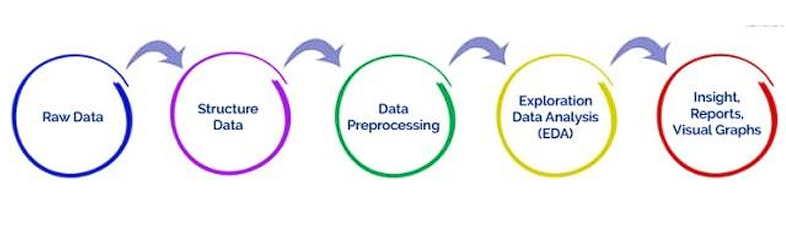 Raw Data
Structure
Data
Data
Preprocessing
Exploration
Data Analysis
(EDA)
Insight,
Reports,
Visual Graphs